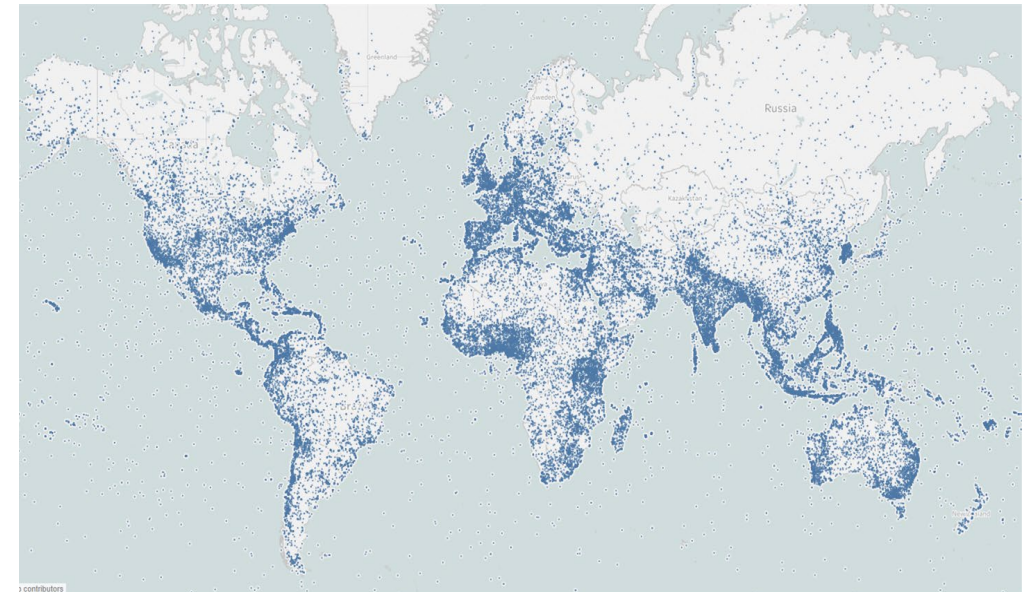 Greenland
Sweden
Russia
Kazakhstan
contributors